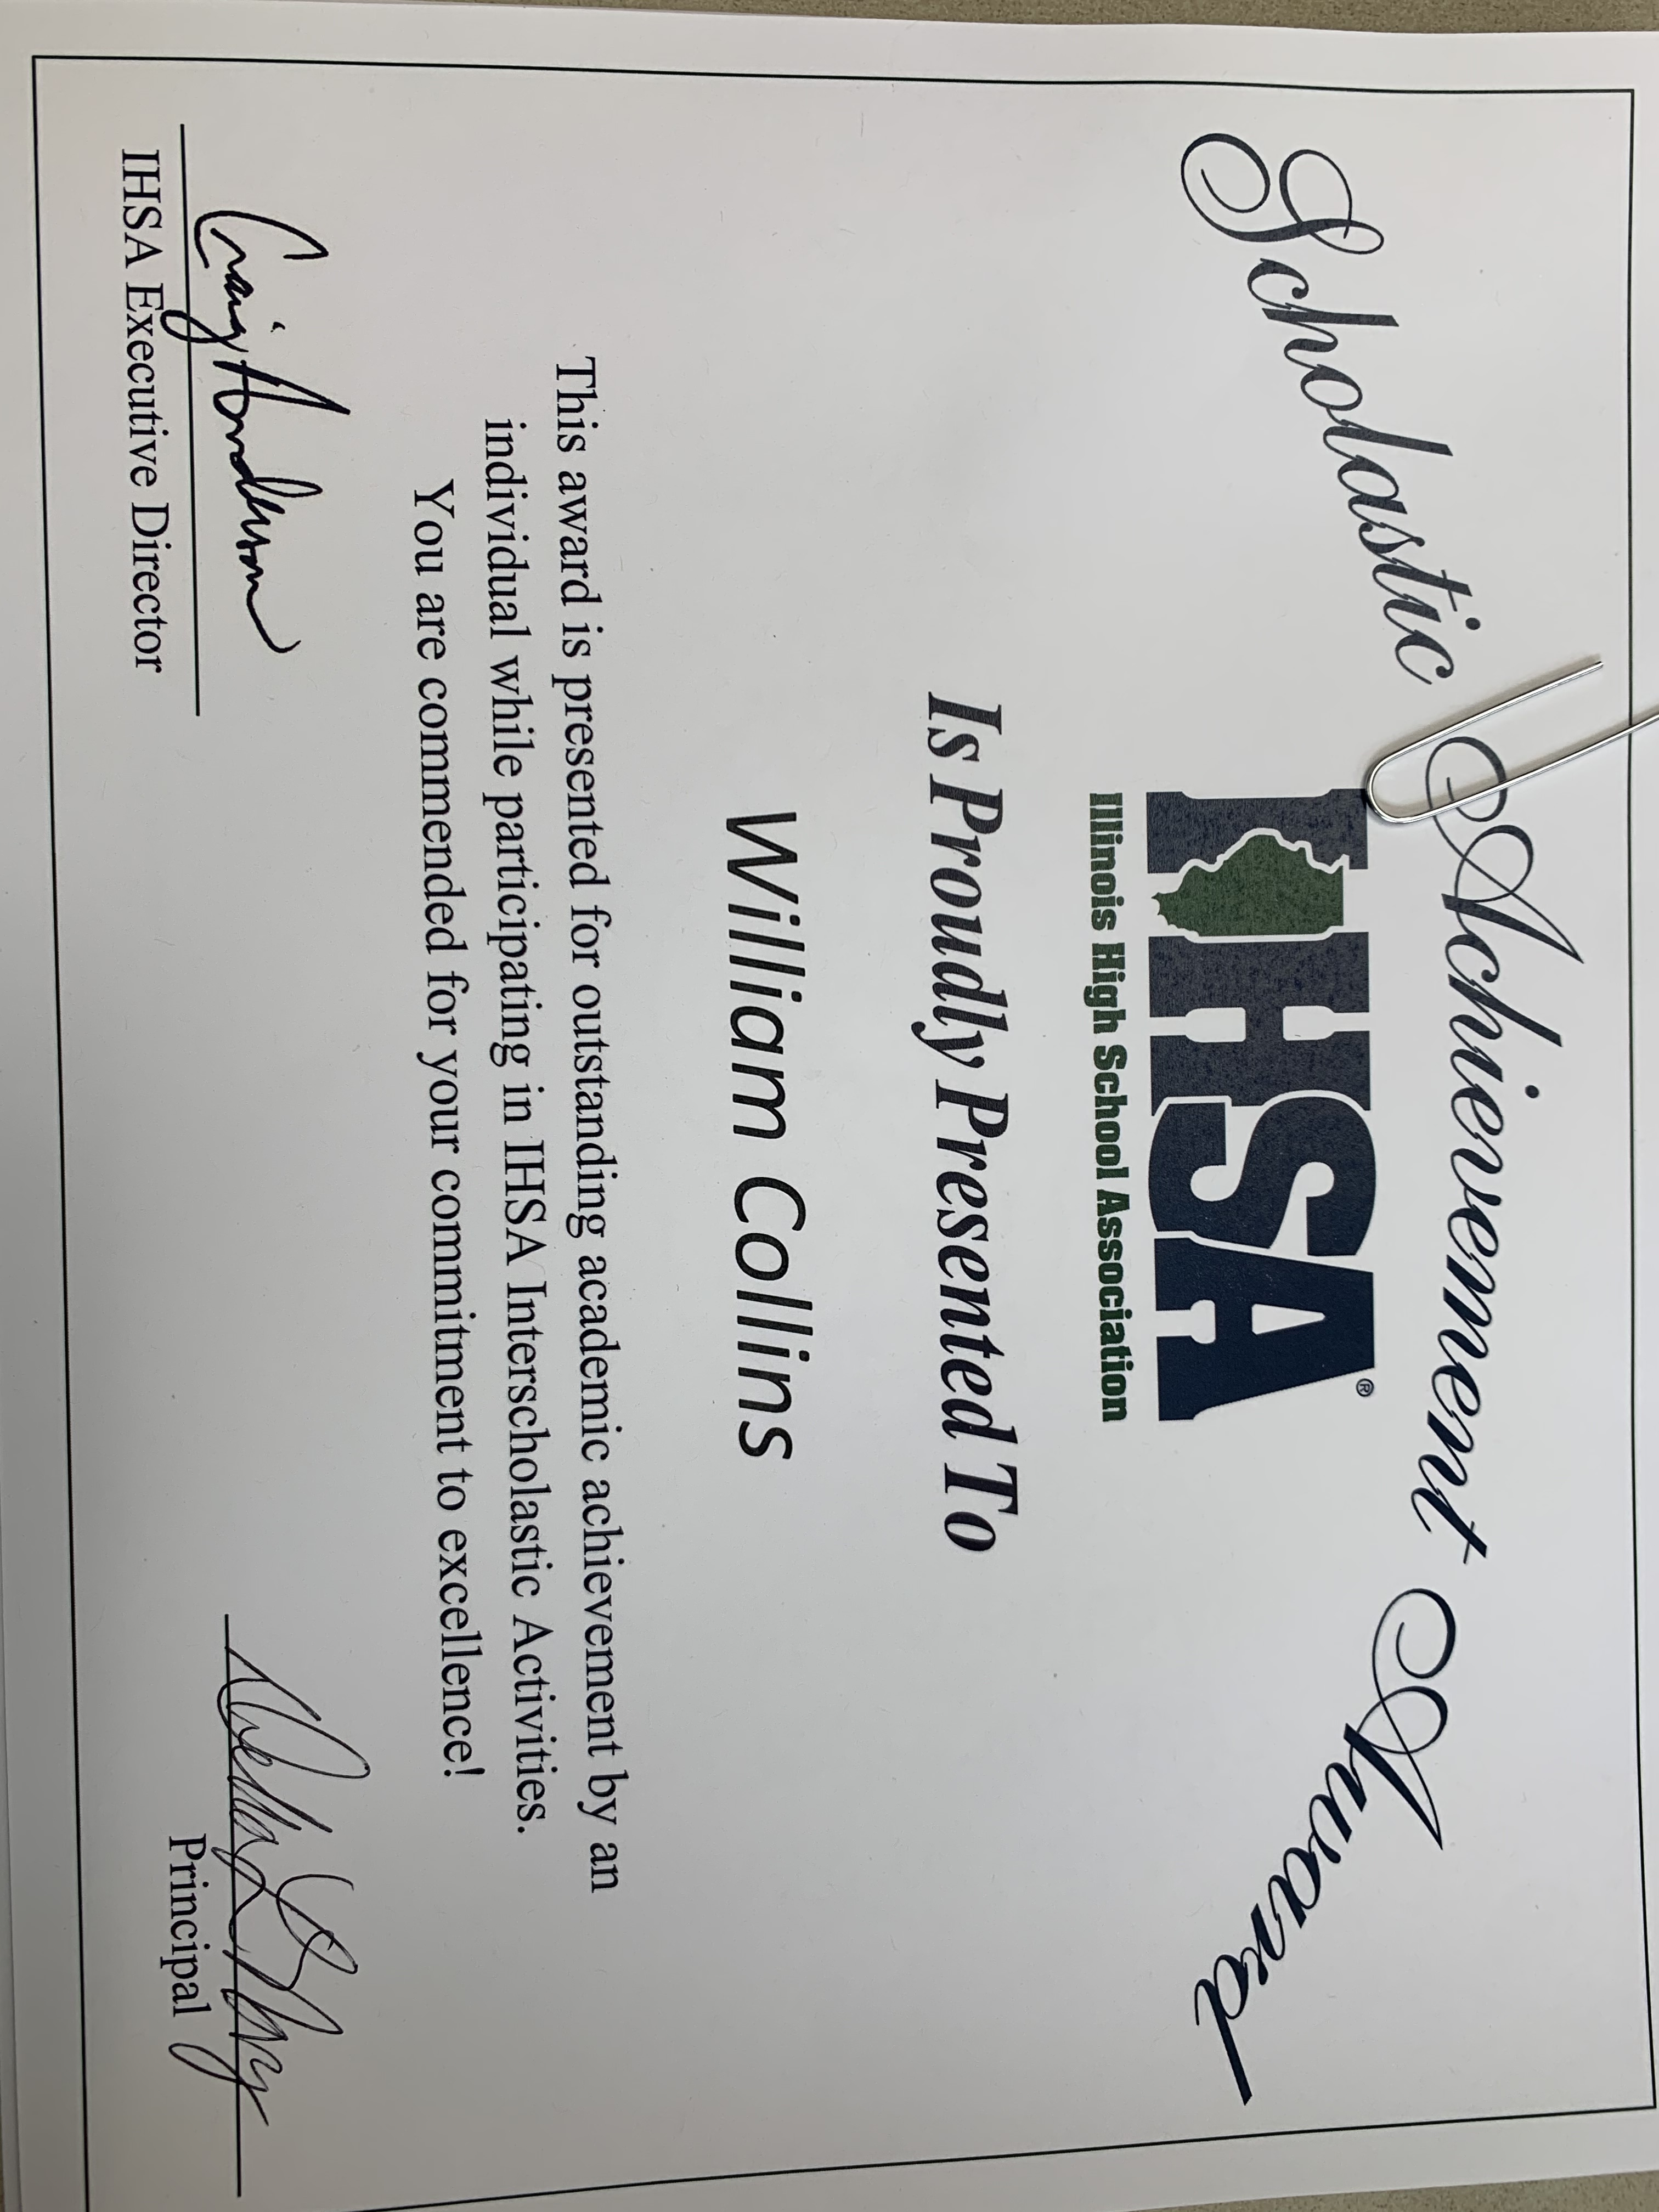 Scholastic Achievement Award
IHSA®
Illinois High School Association
Is Proudly Presented To
William Collins
This award is presented for outstanding academic achievement by an
individual while participating in IHSA Interscholastic Activities.
You are commended for your commitment to excellence!
Craig Anderson
IHSA Executive Director
Principal